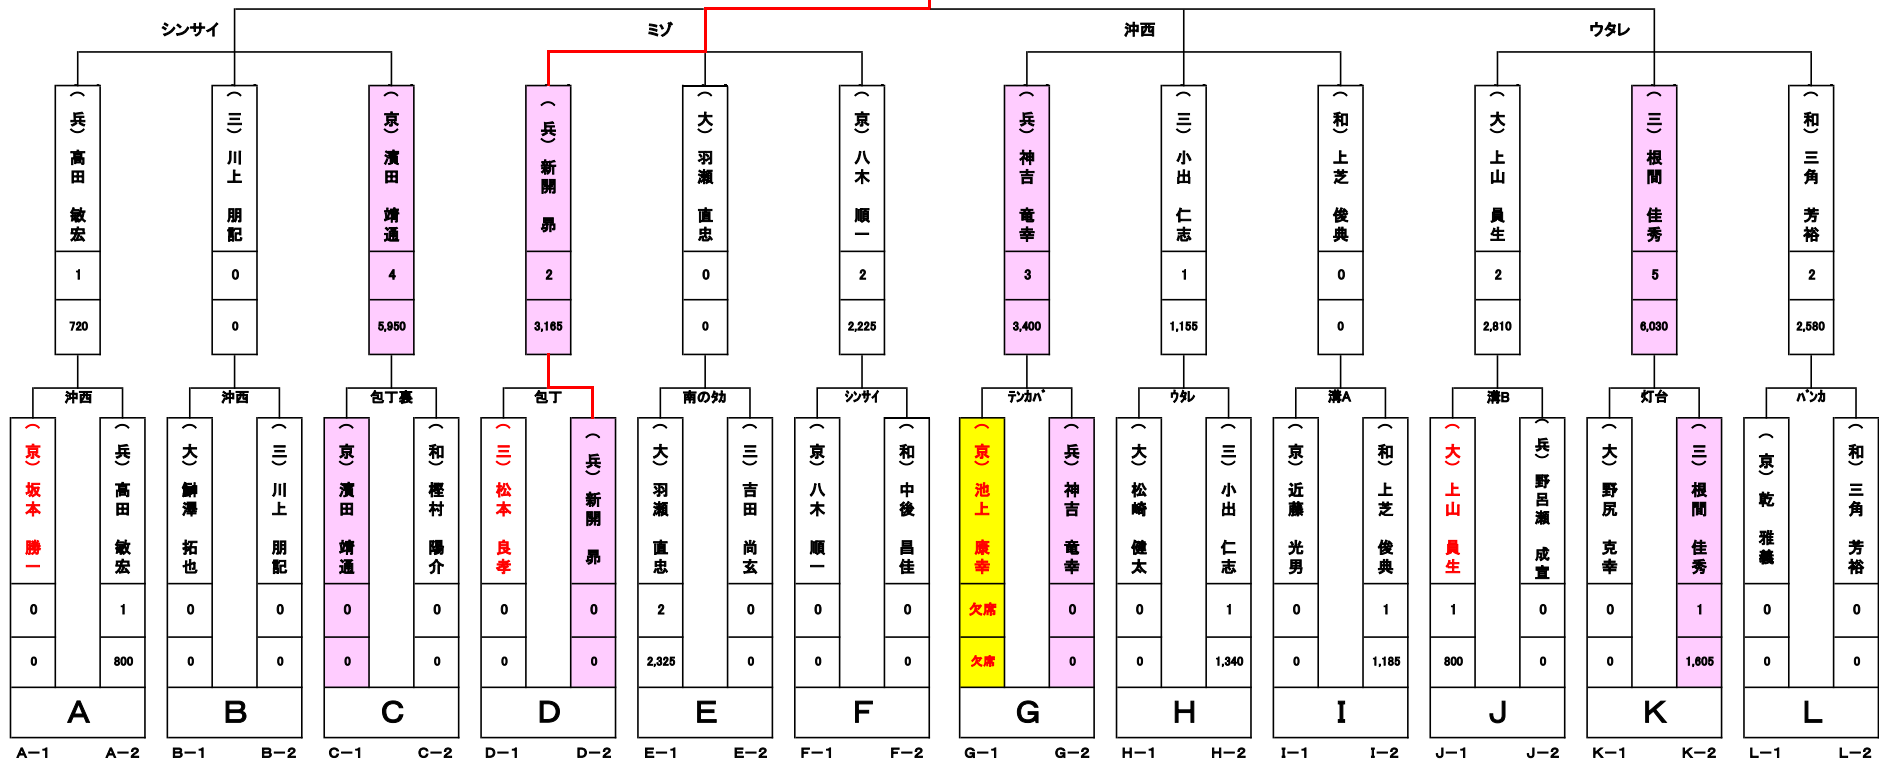 シンサイ ミゾ 沖西 ウタレ
(兵)高田 敏宏
(三)川上 朋記
(京)濱田 靖通
(兵)新開 昴
(大)羽瀬 直忠
(京)八木 順一
(兵)神吉 竜幸
(三)小出 仁志
(和)上芝 俊典
(大)上山 員生
(三)根間 佳秀
(和)三角 芳裕
1 0 4 2 0 2 3 1 0 2 5 2
720 0 5,950 3,165 0 2,225 3,400 1,155 0 2,810 6,030 2,580
沖西 沖西 包丁裏 包丁 南のタカ シンサイ テンカバ ウタレ 溝A 溝B 灯台 バンカ
(京)坂本 勝一
(兵)高田 敏宏
(大)鰰澤 拓也
(三)川上 朋記
(京)濱田 靖通
(和)樫村 陽介
(三)松本 良孝
(兵)新開 昴
(大)羽瀬 直忠
(三)吉田 尚玄
(京)八木 順一
(和)中後 昌佳
(京)池上 康幸
(兵)神吉 竜幸
(大)松崎 健太
(三)小出 仁志
(京)近藤 光男
(和)上芝 俊典
(大)上山 員生
(兵)野呂瀬 成宣
(大)野尻 克幸
(三)根間 佳秀
(京)乾 雅義
(和)三角 芳裕
0 1 0 0 0 0 0 0 2 0 0 0 欠席 0 0 1 0 1 1 0 0 1 0 0
0 800 0 0 0 0 0 0 2,325 0 0 0 欠席 0 0 1,340 0 1,185 800 0 0 1,605 0 0
A B C D E F G H I J K L
A-1 A-2 B-1 B-2 C-1 C-2 D-1 D-2 E-1 E-2 F-1 F-2 G-1 G-2 H-1 H-2 I-1 I-2 J-1 J-2 K-1 K-2 L-1 L-2